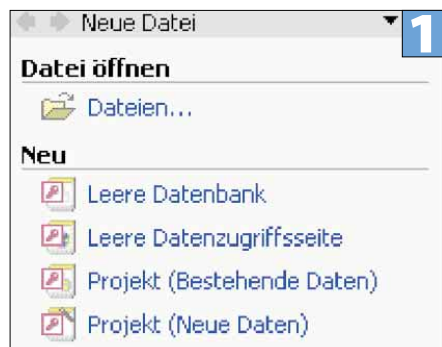 Neue Datei
1
Datei öffnen
Dateien...
Neu
Leere Datenbank
Leere Datenzugriffsseite
Projekt (Bestehende Daten)
Projekt (Neue Daten)